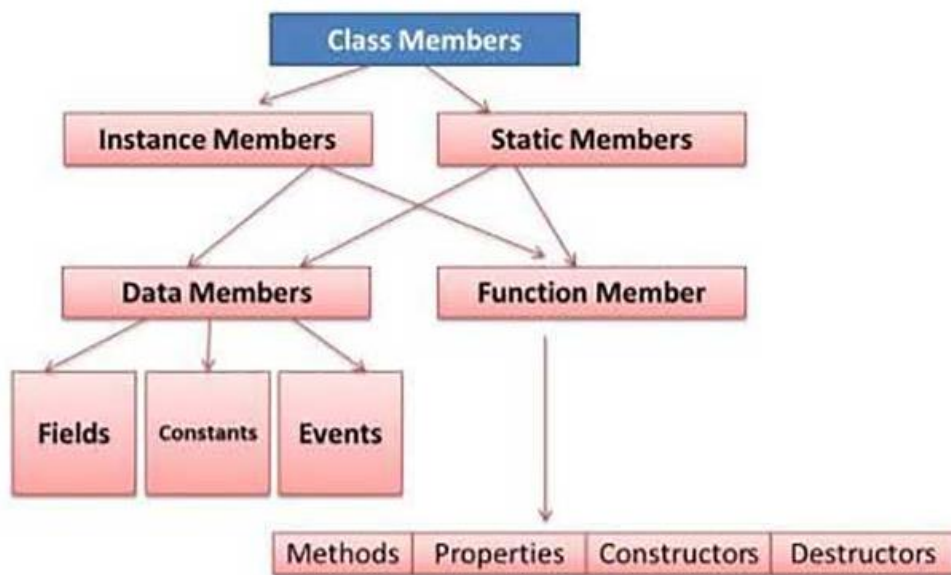 Class Members
Instance Members
Static Members
Data Members
Function Member
Fields
Constants
Events
Methods
Properties
Constructors
Destructors